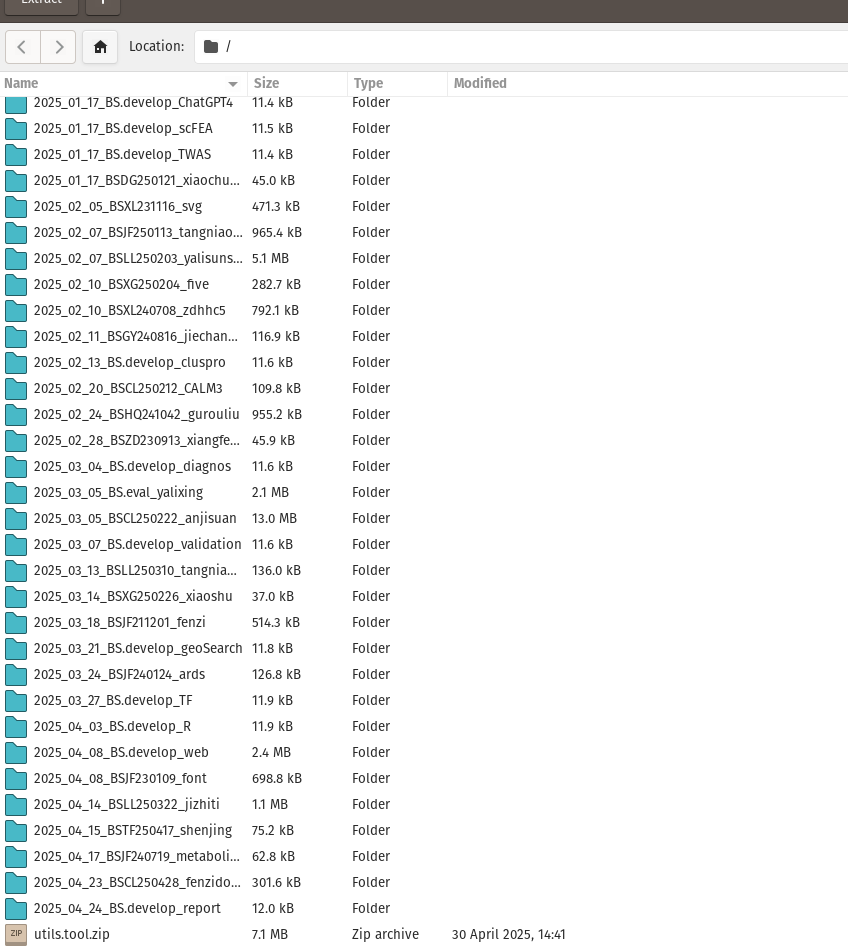 Extract +
Location: /
Name Size Type Modified
2025_01_17_BS.develop_ChatGPT4 11.4 kB Folder
2025_01_17_BS.develop_scFEA 11.5 kB Folder
2025_01_17_BS.develop_TWAS 11.4 kB Folder
2025_01_17_BSDG250121_xiaochu... 45.0 kB Folder
2025_02_05_BSXL231116_svg 471.3 kB Folder
2025_02_07_BSJF250113_tangniao... 965.4 kB Folder
2025_02_07_BSLL250203_yalisuns... 5.1 MB Folder
2025_02_10_BSXG250204_five 282.7 kB Folder
2025_02_10_BSXL240708_zdhhc5 792.1 kB Folder
2025_02_11_BSGY240816_jiechan... 116.9 kB Folder
2025_02_13_BS.develop_cluspro 11.6 kB Folder
2025_02_20_BSCL250212_CALM3 109.8 kB Folder
2025_02_24_BSHQ241042_gurouliu 955.2 kB Folder
2025_02_28_BSZD230913_xiangfe... 45.9 kB Folder
2025_03_04_BS.develop_diagnos 11.6 kB Folder
2025_03_05_BS.eval_yalixing 2.1 MB Folder
2025_03_05_BSCL250222_anjisuan 13.0 MB Folder
2025_03_07_BS.develop_validation 11.6 kB Folder
2025_03_13_BSLL250310_tangnia... 136.0 kB Folder
2025_03_14_BSXG250226_xiaoshu 37.0 kB Folder
2025_03_18_BSJF211201_fenzi 514.3 kB Folder
2025_03_21_BS.develop_geoSearch 11.8 kB Folder
2025_03_24_BSJF240124_ards 126.8 kB Folder
2025_03_27_BS.develop_TF 11.9 kB Folder
2025_04_03_BS.develop_R 11.9 kB Folder
2025_04_08_BS.develop_web 2.4 MB Folder
2025_04_08_BSJF230109_font 698.8 kB Folder
2025_04_14_BSLL250322_jizhiti 1.1 MB Folder
2025_04_15_BSTF250417_shenjing 75.2 kB Folder
2025_04_17_BSJF240719_metaboli... 62.8 kB Folder
2025_04_23_BSCL250428_fenzido... 301.6 kB Folder
2025_04_24_BS.develop_report 12.0 kB Folder
ZIP utils.tool.zip 7.1 MB Zip archive 30 April 2025, 14:41